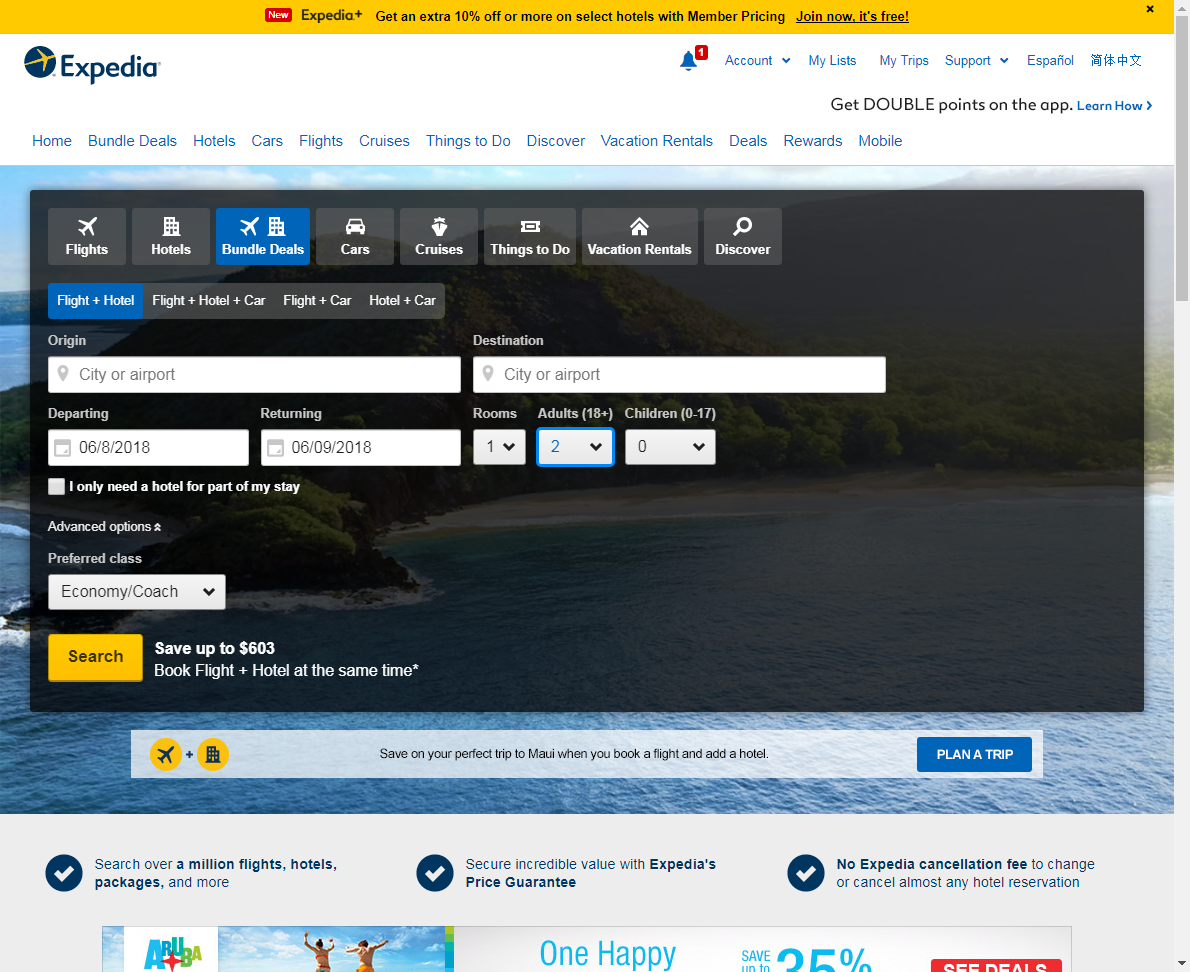 New Expedia+ Get an extra 10% off or more on select hotels with Member Pricing Join now, it's free!
Expedia
1
Account My Lists My Trips Support Español 简体中文
Get DOUBLE points on the app. Learn How
Home Bundle Deals Hotels Cars Flights Cruises Things to Do Discover Vacation Rentals Deals Rewards Mobile
Flights Hotels Bundle Deals Cars Cruises Things to Do Vacation Rentals Discover
Flight + Hotel Flight + Hotel + Car Flight + Car Hotel + Car
Origin Destination
City or airport City or airport
Departing Returning Rooms Adults (18+) Children (0-17)
06/8/2018 06/09/2018 1 2 0
I only need a hotel for part of my stay
Advanced options
Preferred class
Economy/Coach
Search
Save up to $603
Book Flight + Hotel at the same time*
+ Save on your perfect trip to Maui when you book a flight and add a hotel. PLAN A TRIP
Search over a million flights, hotels,
packages, and more
Secure incredible value with Expedia's
Price Guarantee
No Expedia cancellation fee to change
or cancel almost any hotel reservation
ARUBA
One Happy
SAVE
up to
35%
SEE DEALS